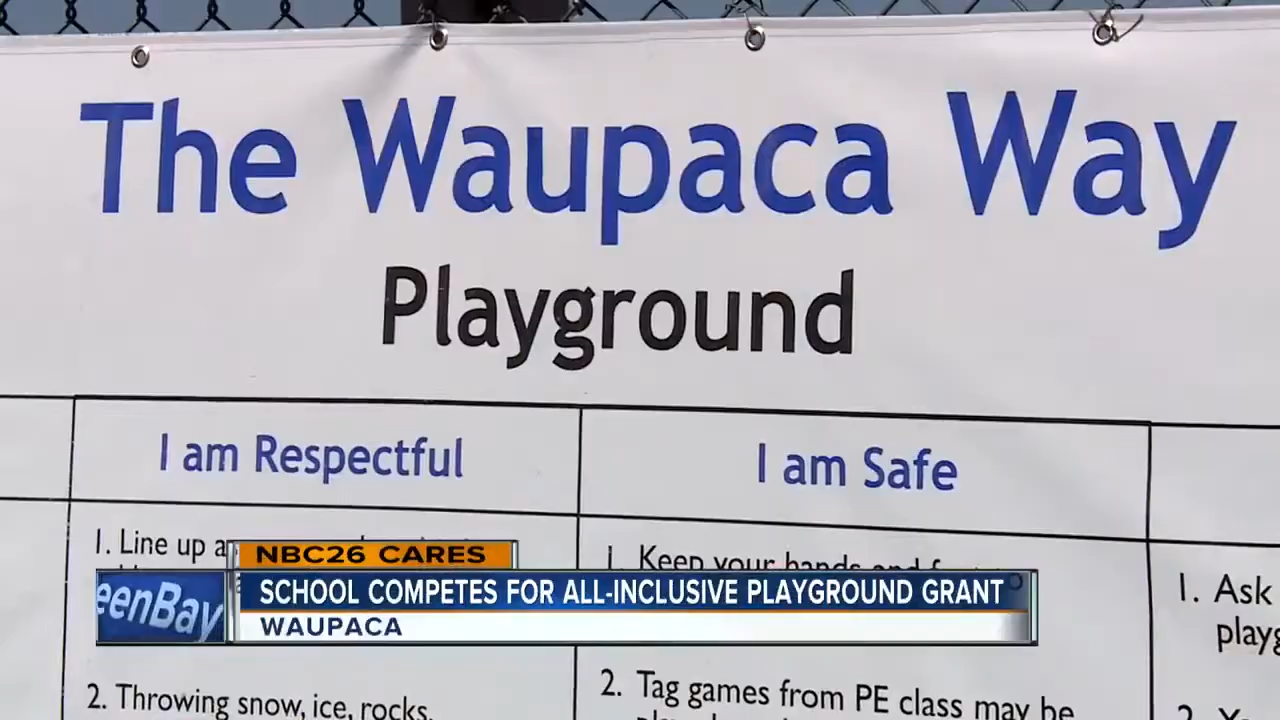 The Waupaca Way
Playground
I am Respectful
I am Safe
1. Line up
1. Keep your hands and
1. Ask
NBC26 CARES
eenBay
SCHOOL COMPETES FOR ALL-INCLUSIVE PLAYGROUND GRANT
WAUPACA
2. Throwing snow, ice, rocks,
2. Tag games from PE class may be
2.